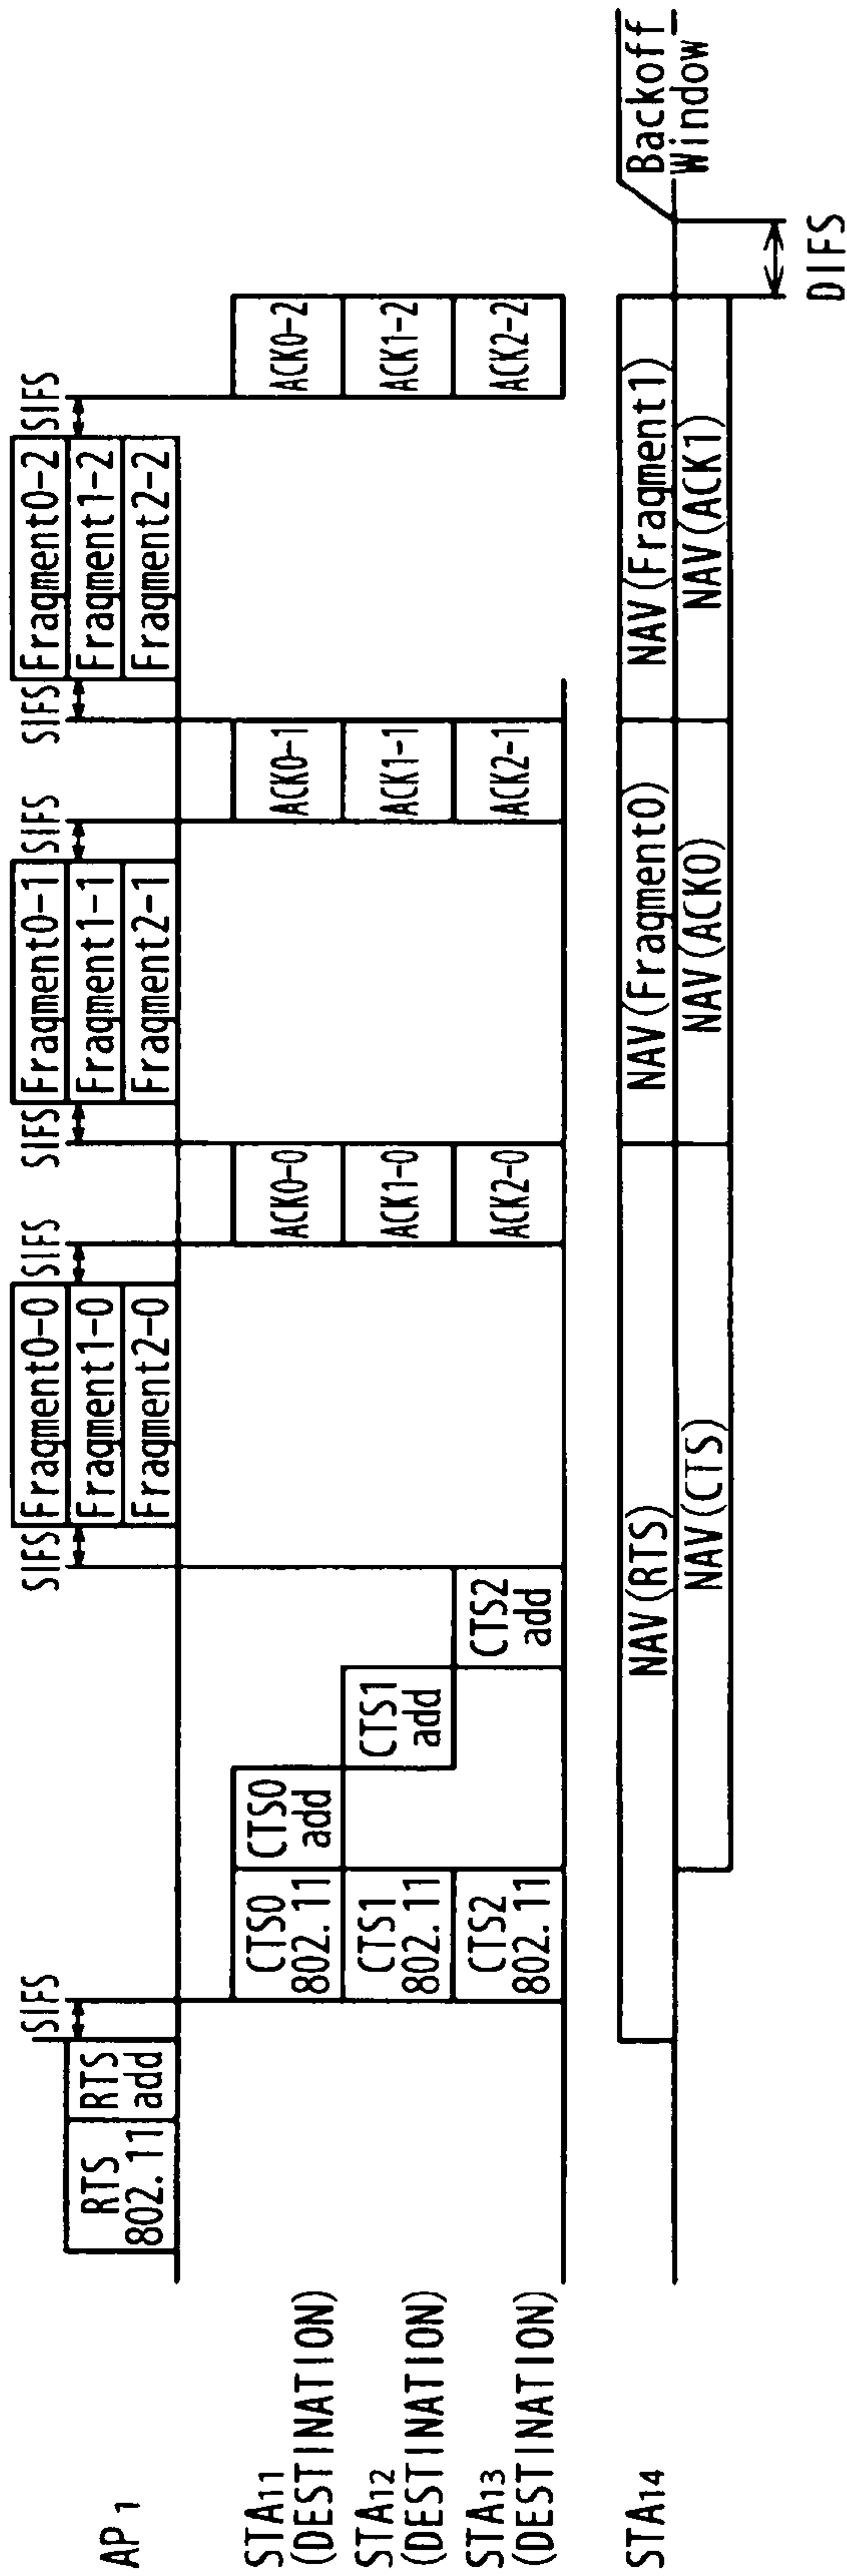 AP1
RTS
802.11
RTS
add
SIFS
SIFS
Fragment0-0
Fragment1-0
Fragment2-0
SIFS
SIFS
Fragment0-1
Fragment1-1
Fragment2-1
SIFS
SIFS
Fragment0-2
Fragment1-2
Fragment2-2
SIFS
STA11
(DESTINATION)
CTS0
802.11
CTS0
add
ACK0-0
ACK0-1
ACK0-2
STA12
(DESTINATION)
CTS1
802.11
CTS1
add
ACK1-0
ACK1-1
ACK1-2
STA13
(DESTINATION)
CTS2
802.11
CTS2
add
ACK2-0
ACK2-1
ACK2-2
STA14
NAV(RTS)
NAV(Fragment0)
NAV(Fragment1)
Backoff
Window
NAV(CTS)
NAV(ACK0)
NAV(ACK1)
DIFS